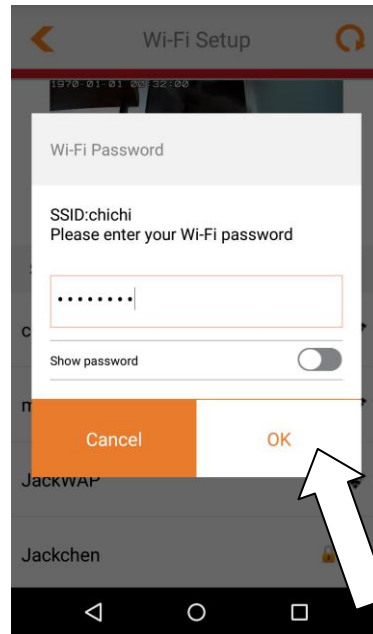 Wi-Fi Setup
1970-01-01 00:32:00
Wi-Fi Password
SSID:chichi
Please enter your Wi-Fi password
••••••••
Show password
Cancel
OK
JackWAP
Jackchen